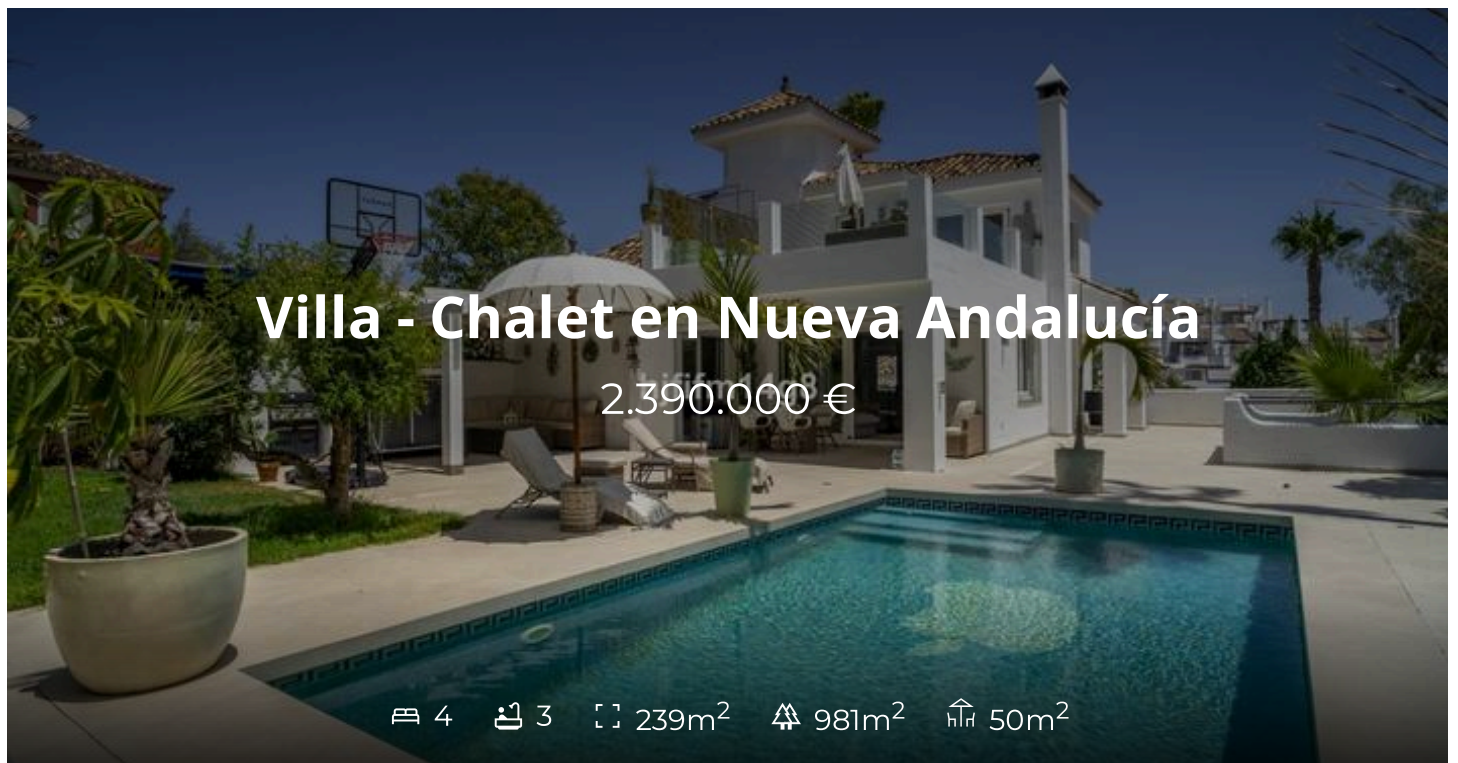 Villa - Chalet en Nueva Andalucía
2.390.000 €
4 3 239m² 981m² 50m²